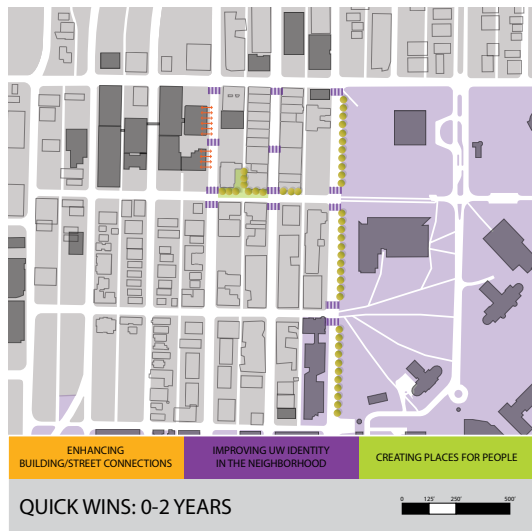 ENHANCING
BUILDING/STREET CONNECTIONS
IMPROVING UW IDENTITY
IN THE NEIGHBORHOOD
CREATING PLACES FOR PEOPLE
QUICK WINS: 0-2 YEARS
0 125' 250' 500'